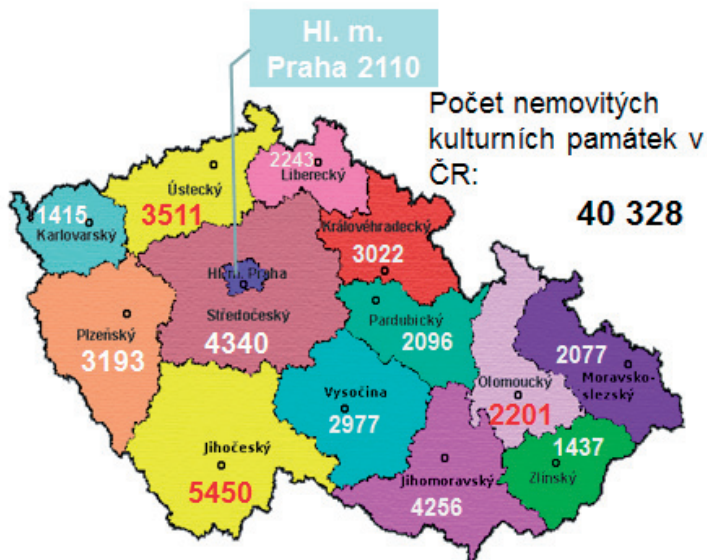 Hl. m.
Praha 2110
Počet nemovitých
kulturních památek v
ČR:
40 328
2243
Liberecký
Ústecký
3511
1415
Karlovarský
Královéhradecký
3022
Hl. m. Praha
Středočeský
4340
Plzeňský
3193
Pardubický
2096
2077
Moravsko-
slezský
Olomoucký
2201
Vysočina
2977
1437
Zlínský
Jihočeský
5450
Jihomoravský
4256